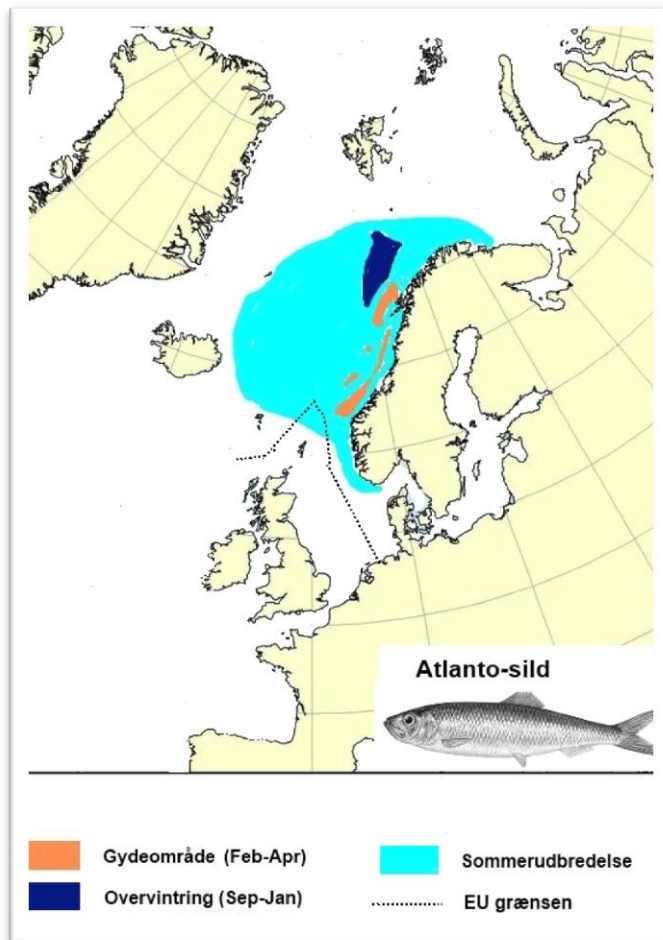 Atlanto-sild
Gydeområde (Feb-Apr)
Sommerudbredelse
Overvintring (Sep-Jan)
EU grænsen